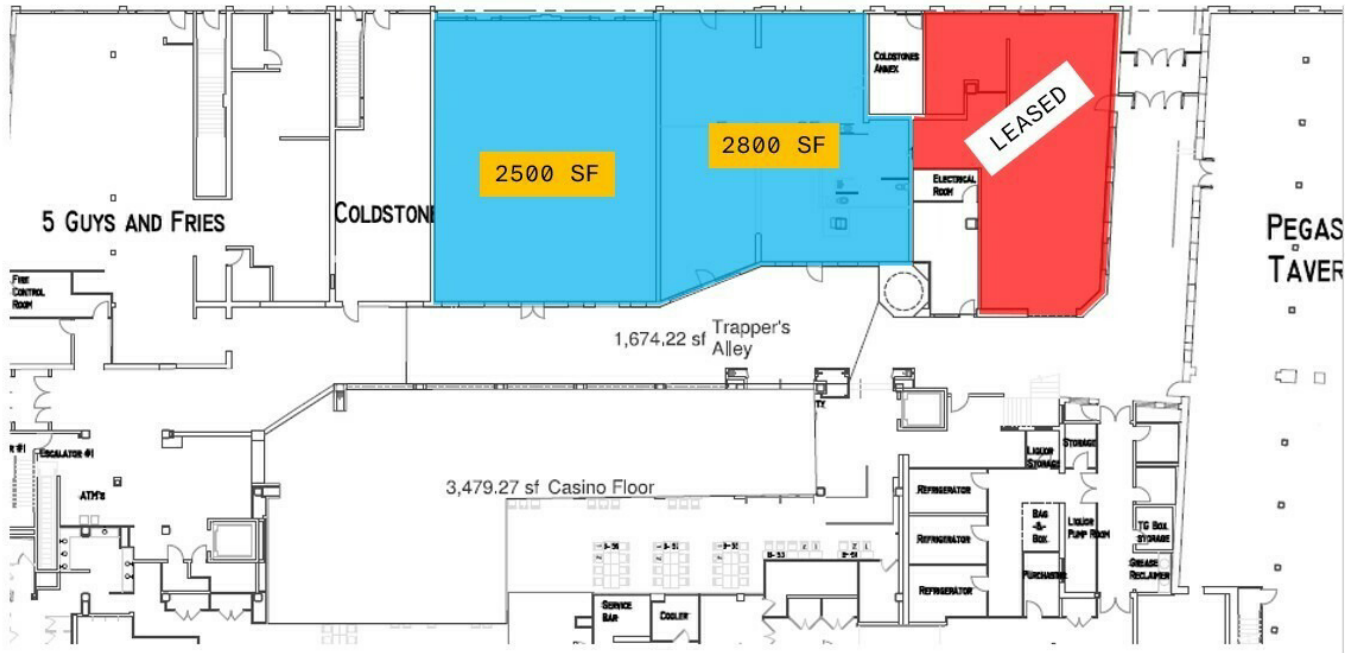 COLDSTONES
ANNEX
LEASED
2500 SF
2800 SF
ELECTRICAL
ROOM
5 GUYS AND FRIES
COLDSTONE
PEGAS
TAVER
FIRE
CONTROL
ROOM
1,674,22 sf Trapper's
Alley
TY
R #1
ESCALATOR #1
ATM's
3,479.27 sf Casino Floor
LIQUOR
STORAGE
STORAGE
REFRIGERATOR
REFRIGERATOR
REFRIGERATOR
BAG
-&-
BOX
LIQUOR
PUMP ROOM
TG BOX
STORAGE
PURCHASING
GREASE
RECLAIMER
SERVICE
BAR
COOLER